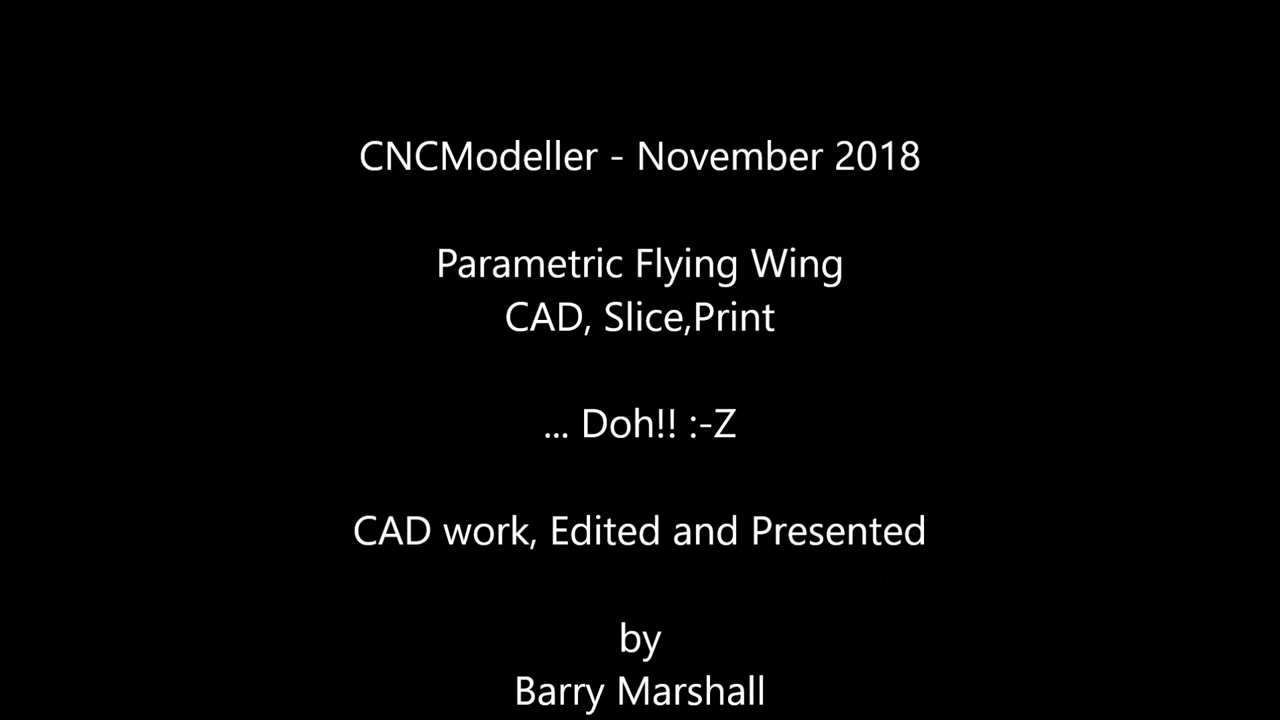 CNCModeller - November 2018
Parametric Flying Wing
CAD, Slice,Print
... Doh!! :-Z
CAD work, Edited and Presented
by
Barry Marshall